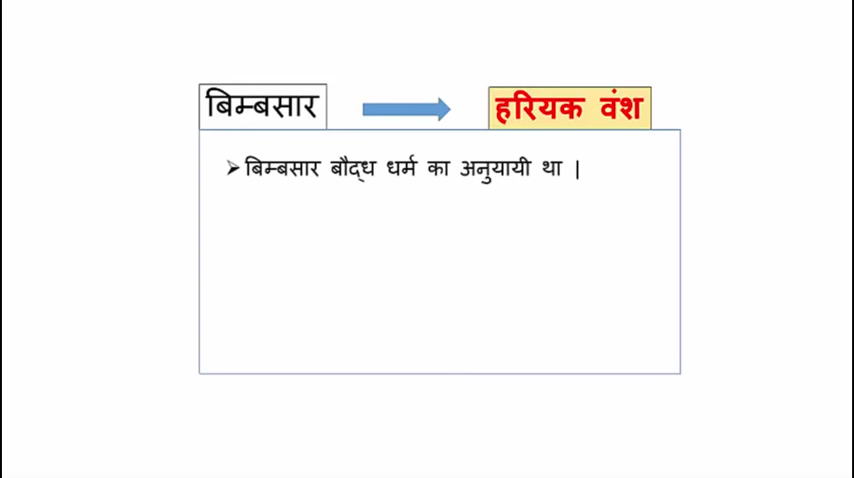 बिम्बसार
हरियक वंश
➢ बिम्बसार बौद्ध धर्म का अनुयायी था |